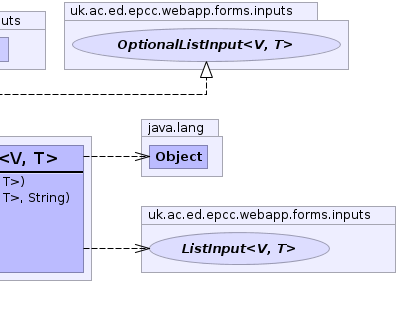 uts
uk.ac.ed.epcc.webapp.forms.inputs
OptionalListInput<V, T>
java.lang
<V, T>
Object
T>)
T>, String)
uk.ac.ed.epcc.webapp.forms.inputs
ListInput<V, T>